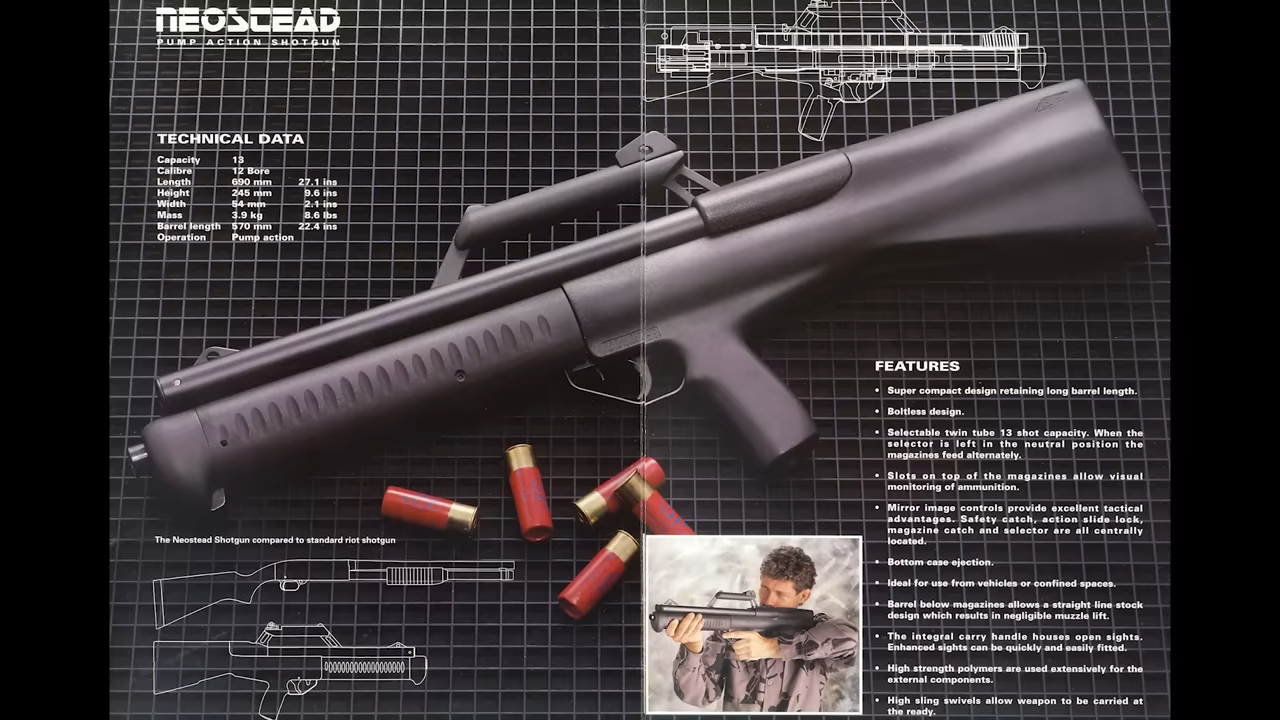 NEOSTEAD
PUMP ACTION SHOTGUN
TECHNICAL DATA
Capacity 13
Calibre 12 Bore
Length 690 mm 27.1 ins
Height 245 mm 9.6 ins
Width 54 mm 2.1 ins
Mass 3.9 kg 8.6 lbs
Barrel length 570 mm 22.4 ins
Operation Pump action
The Neostead Shotgun compared to standard riot shotgun
FEATURES
• Super compact design retaining long barrel length.
• Boltless design.
• Selectable twin tube 13 shot capacity. When the
selector is left in the neutral position the
magazines feed alternately.
• Slots on top of the magazines allow visual
monitoring of ammunition.
• Mirror image controls provide excellent tactical
advantages. Safety catch, action slide lock,
magazine catch and selector are all centrally
located.
• Bottom case ejection.
• Ideal for use from vehicles or confined spaces.
• Barrel below magazines allows a straight line stock
design which results in negligible muzzle lift.
• The integral carry handle houses open sights.
Enhanced sights can be quickly and easily fitted.
• High strength polymers are used extensively for the
external components.
• High sling swivels allow weapon to be carried at
the ready.